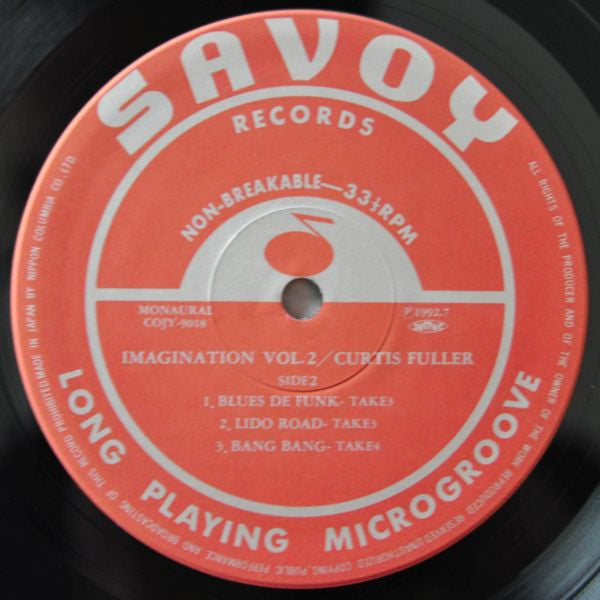 SAVOY
RECORDS
NON-BREAKABLE—33⅓RPM
MONAURAL
COJY-9018
P 1992.7
IMAGINATION VOL.2/CURTIS FULLER
SIDE2
1. BLUES DE FUNK- TAKE3
2. LIDO ROAD- TAKE3
3. BANG BANG- TAKE4
LONG PLAYING MICROGROOVE
ALL RIGHTS OF THE PRODUCER AND OF THE OWNER OF THE WORK REPRODUCED RESERVED UNAUTHORIZED COPYING, PUBLIC PERFORMANCE AND BROADCASTING OF THIS RECORD PROHIBITED MADE IN JAPAN BY NIPPON COLUMBIA CO., LTD.